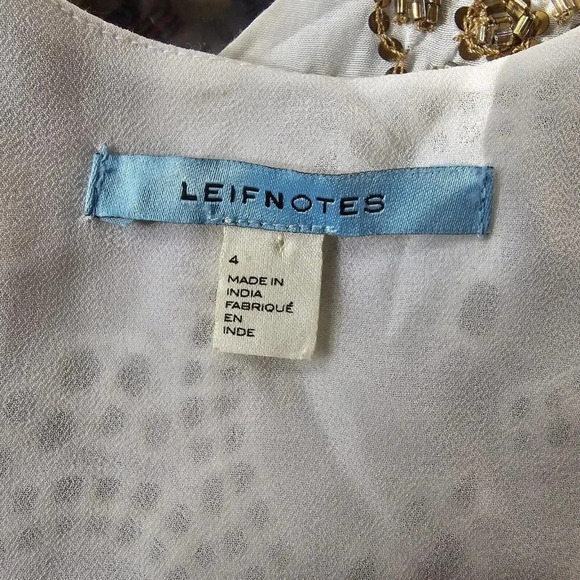 LEIFNOTES
4
MADE IN
INDIA
FABRIQUÉ
EN
INDE